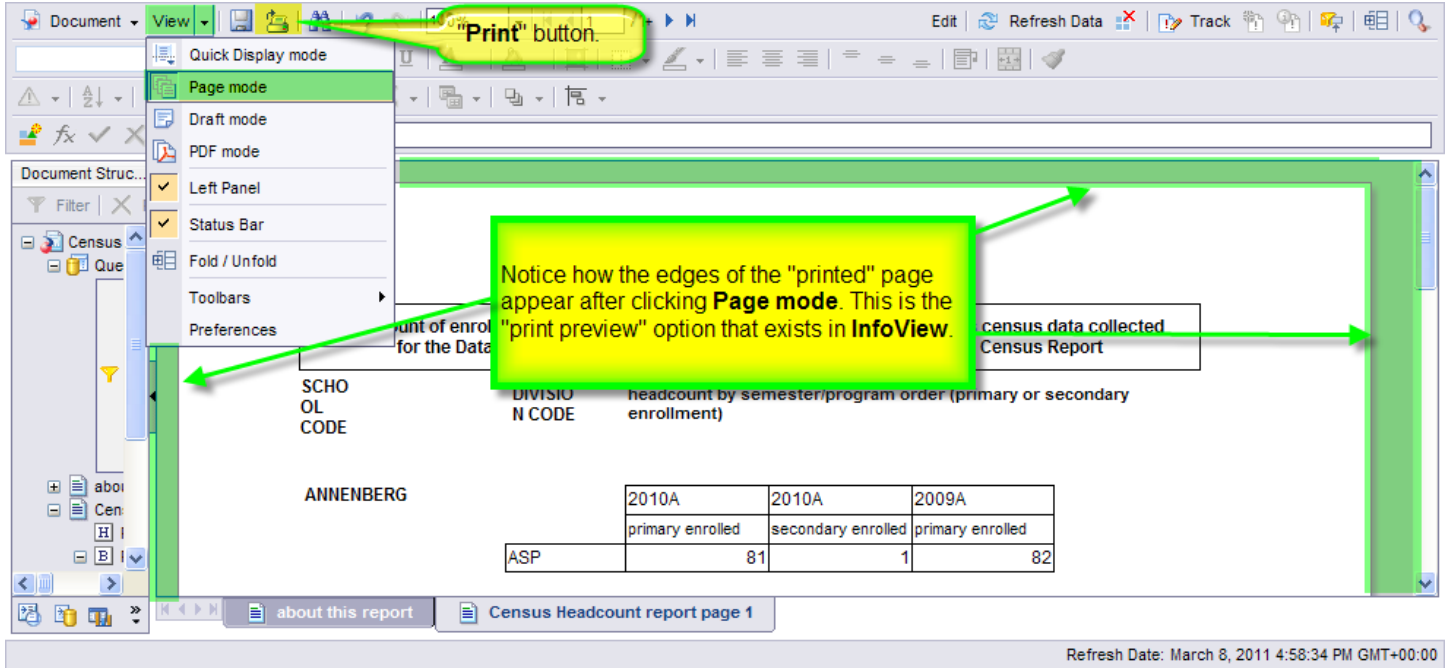 Document View "Print" button. 1 Edit Refresh Data Track
Quick Display mode
Page mode
Draft mode
PDF mode
Document Struc... Left Panel
Filter
Status Bar
Census
Que Fold / Unfold
Toolbars
Preferences
Notice how the edges of the "printed" page
appear after clicking Page mode. This is the
"print preview" option that exists in InfoView.
of census data collected
for the Data Census Report
SCHO
OL
CODE
DIVISIO
N CODE
headcount by semester/program order (primary or secondary
enrollment)
ANNENBERG
2010A 2010A 2009A
primary enrolled secondary enrolled primary enrolled
ASP 81 1 82
about this report Census Headcount report page 1
Refresh Date: March 8, 2011 4:58:34 PM GMT+00:00